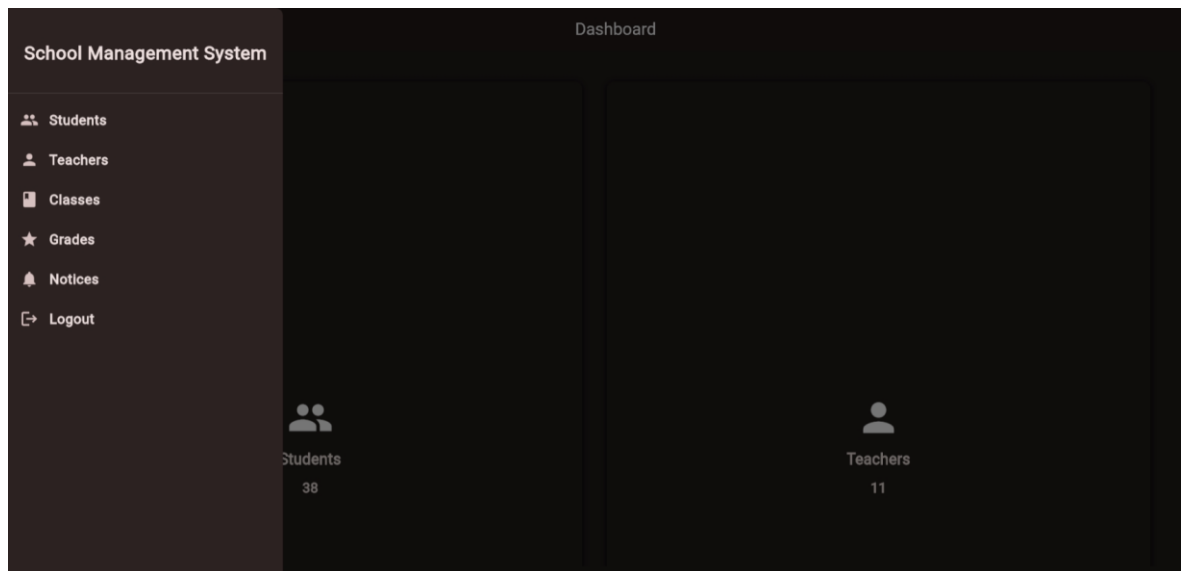 School Management System
Dashboard
Students
Teachers
Classes
Grades
Notices
Logout
Students
38
Teachers
11